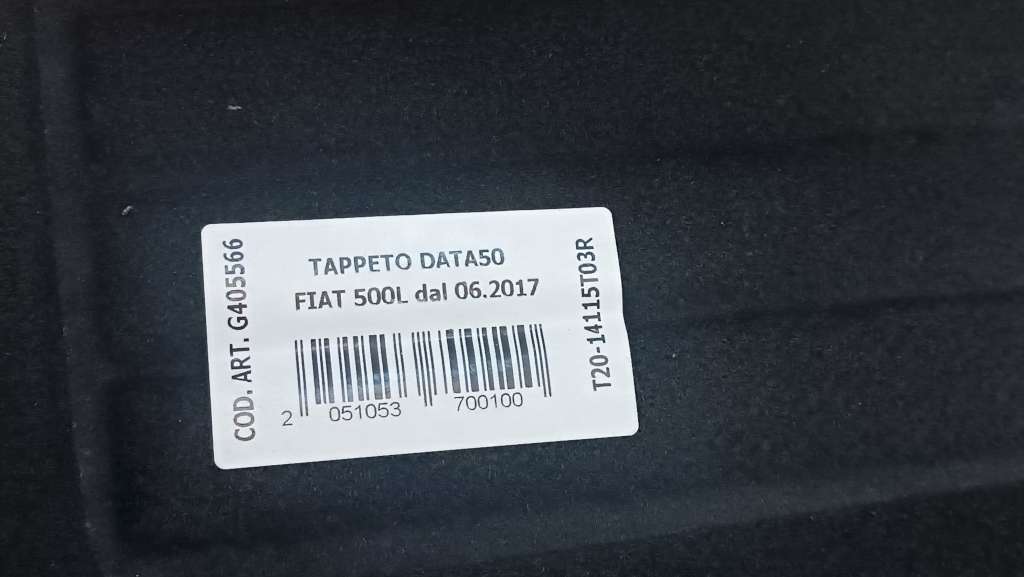 COD. ART. G405566
TAPPETO DATA50
FIAT 500L dal 06.2017
2 051053 700100
T20-14115T03R